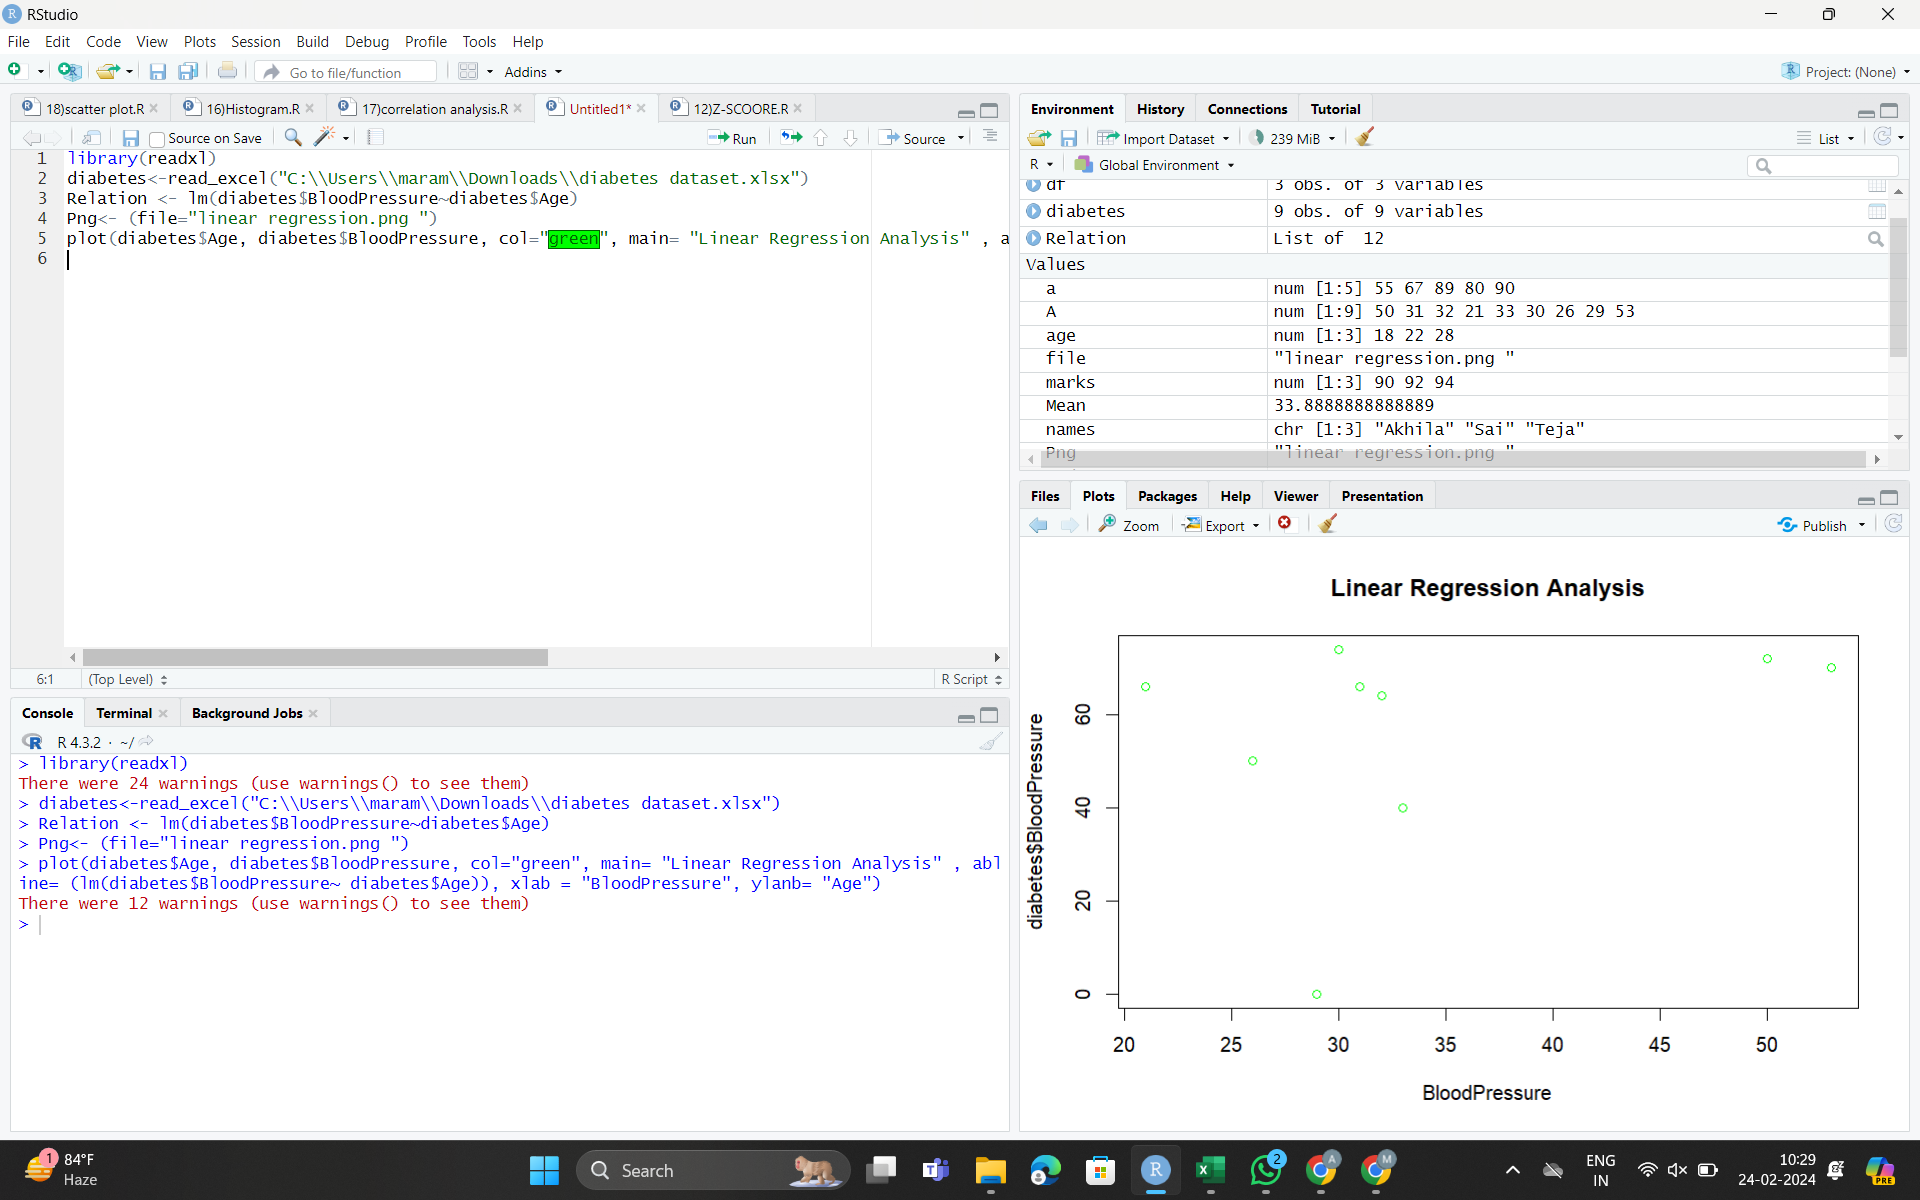 RStudio
File Edit Code View Plots Session Build Debug Profile Tools Help
Go to file/function Addins Project: (None)
18)scatter plot.R 16)Histogram.R 17)correlation analysis.R Untitled1* 12)Z-SCOORE.R
Source on Save Run Source
1 library(readxl)
2 diabetes<-read_excel("C:\\Users\\maram\\Downloads\\diabetes dataset.xlsx")
3 Relation <- lm(diabetes$BloodPressure~diabetes$Age)
4 Png<- (file="linear regression.png ")
5 plot(diabetes$Age, diabetes$BloodPressure, col="green", main= "Linear Regression Analysis" , a
6
6:1 (Top Level) R Script
Console Terminal Background Jobs
R 4.3.2 · ~/
> library(readxl)
There were 24 warnings (use warnings() to see them)
> diabetes<-read_excel("C:\\Users\\maram\\Downloads\\diabetes dataset.xlsx")
> Relation <- lm(diabetes$BloodPressure~diabetes$Age)
> Png<- (file="linear regression.png ")
> plot(diabetes$Age, diabetes$BloodPressure, col="green", main= "Linear Regression Analysis" , abl
ine= (lm(diabetes$BloodPressure~ diabetes$Age)), xlab = "BloodPressure", ylanb= "Age")
There were 12 warnings (use warnings() to see them)
>
Environment History Connections Tutorial
Import Dataset 239 MiB List
R Global Environment
df 3 obs. of 3 variables
diabetes 9 obs. of 9 variables
Relation List of 12
Values
a num [1:5] 55 67 89 80 90
A num [1:9] 50 31 32 21 33 30 26 29 53
age num [1:3] 18 22 28
file "linear regression.png "
marks num [1:3] 90 92 94
Mean 33.8888888888889
names chr [1:3] "Akhila" "Sai" "Teja"
Png "linear regression.png "
Files Plots Packages Help Viewer Presentation
Zoom Export Publish
Linear Regression Analysis
diabetes$BloodPressure
60
40
20
0
20 25 30 35 40 45 50
BloodPressure
1 84°F
Haze
Search
2
A
M
ENG
IN
10:29
24-02-2024
PRE